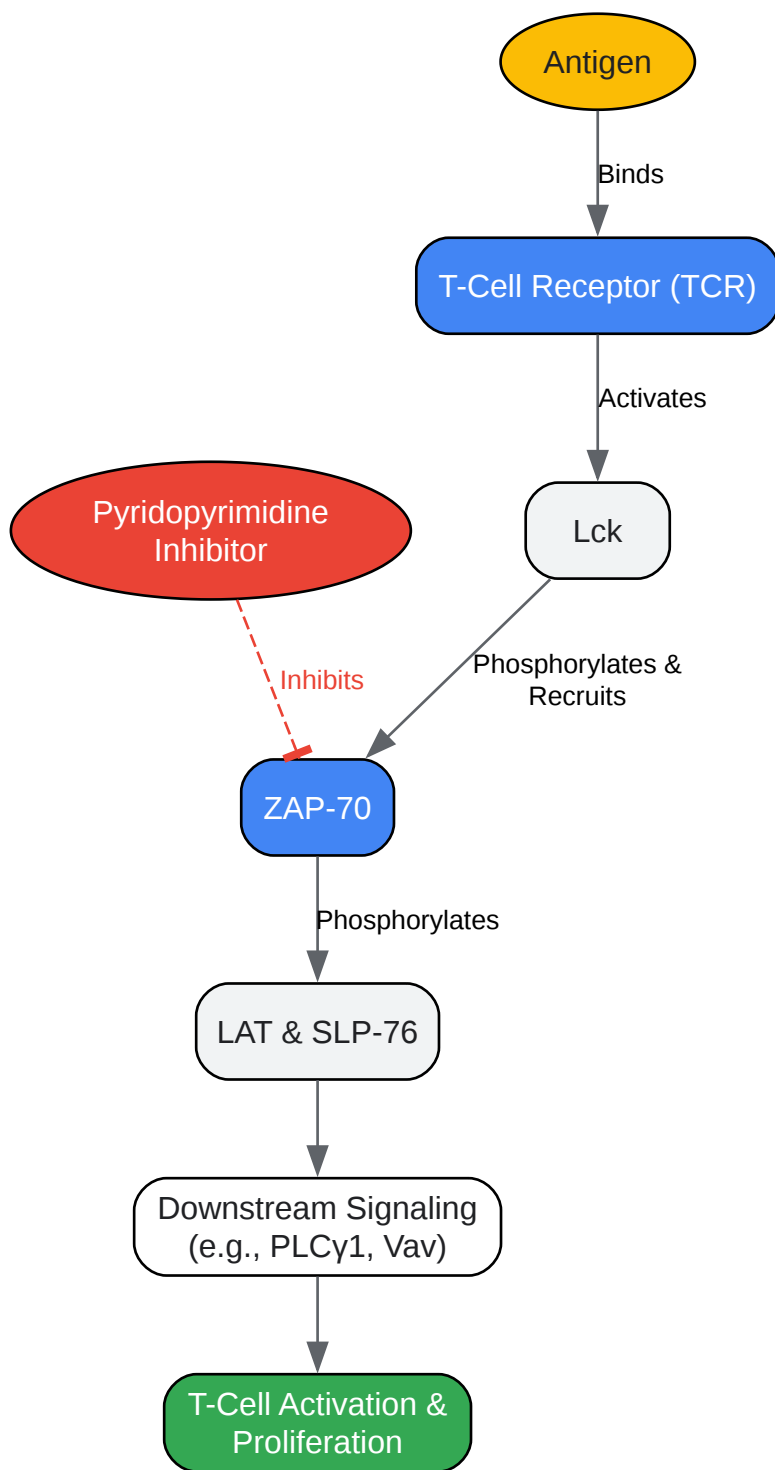 Antigen
Binds
T-Cell Receptor (TCR)
Activates
Pyridopyrimidine
Inhibitor
Lck
Inhibits
Phosphorylates &
Recruits
ZAP-70
Phosphorylates
LAT & SLP-76
Downstream Signaling
(e.g., PLCγ1, Vav)
T-Cell Activation &
Proliferation